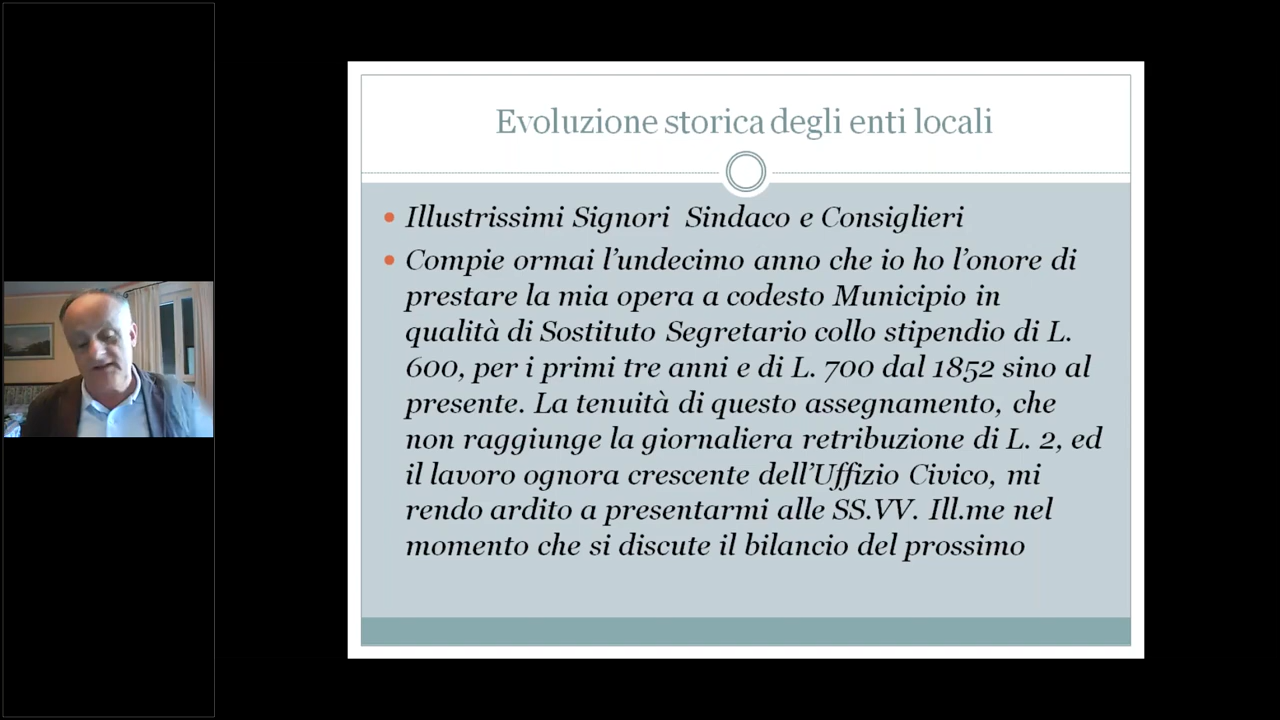 Evoluzione storica degli enti locali
Illustrissimi Signori Sindaco e Consiglieri
Compie ormai l'undecimo anno che io ho l'onore di
prestare la mia opera a codesto Municipio in
qualità di Sostituto Segretario collo stipendio di L.
600, per i primi tre anni e di L. 700 dal 1852 sino al
presente. La tenuità di questo assegnamento, che
non raggiunge la giornaliera retribuzione di L. 2, ed
il lavoro ognora crescente dell'Uffizio Civico, mi
rendo ardito a presentarmi alle SS.VV. Ill.me nel
momento che si discute il bilancio del prossimo